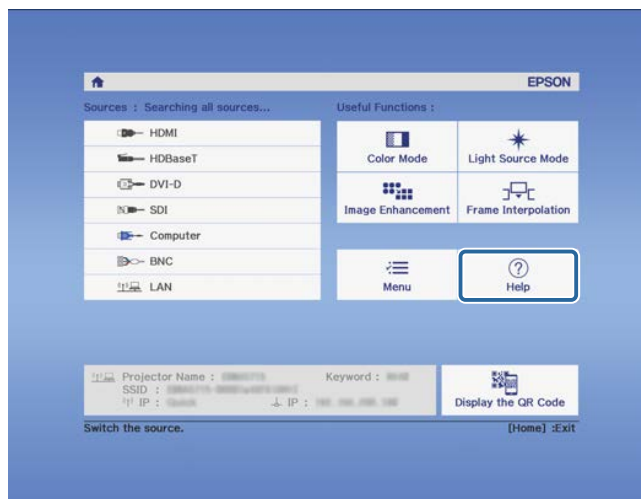 EPSON
Sources : Searching all sources...
HDMI
HDBaseT
DVI-D
SDI
Computer
BNC
LAN
Useful Functions :
Color Mode
Light Source Mode
Image Enhancement
Frame Interpolation
Menu
? Help
Projector Name :
Keyword :
SSID :
IP :
IP :
Display the QR Code
Switch the source.
[Home] :Exit